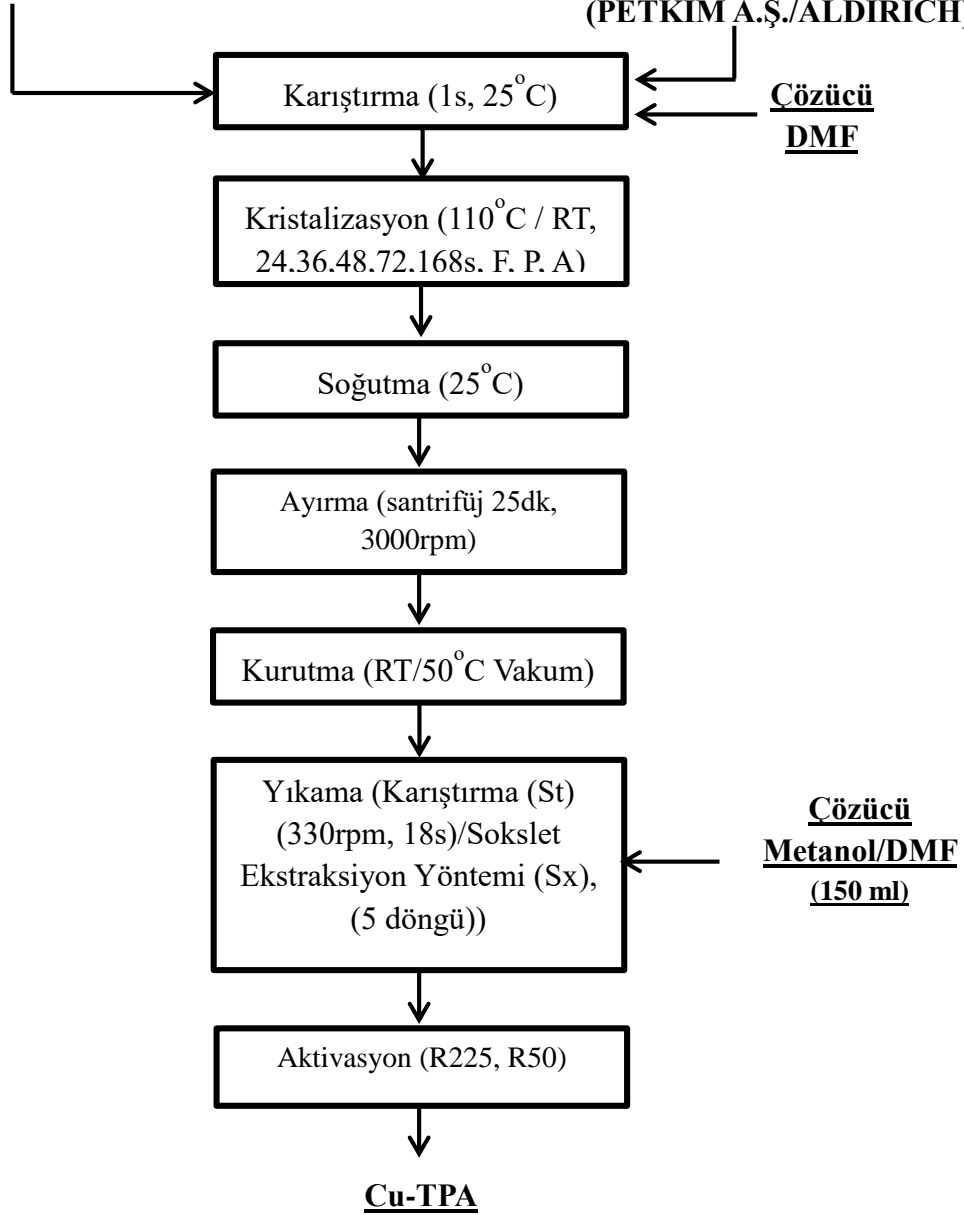 (PETKİM A.Ş./ALDIRICH)
Karıştırma (1s, 25°C)
Çözücü
DMF
Kristalizasyon (110°C / RT,
24,36,48,72,168s, F, P, A)
Soğutma (25°C)
Ayırma (santrifüj 25dk,
3000rpm)
Kurutma (RT/50°C Vakum)
Yıkama (Karıştırma (St)
(330rpm, 18s)/Sokslet
Ekstraksiyon Yöntemi (Sx),
(5 döngü))
Çözücü
Metanol/DMF
(150 ml)
Aktivasyon (R225, R50)
Cu-TPA